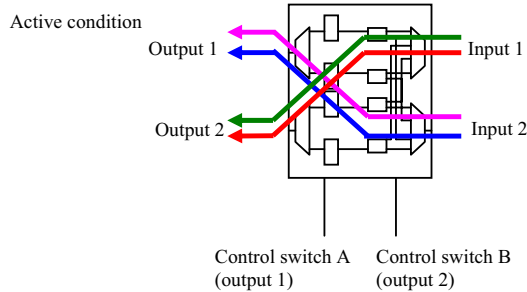 Active condition
Output 1
Input 1
Output 2
Input 2
Control switch A
(output 1)
Control switch B
(output 2)